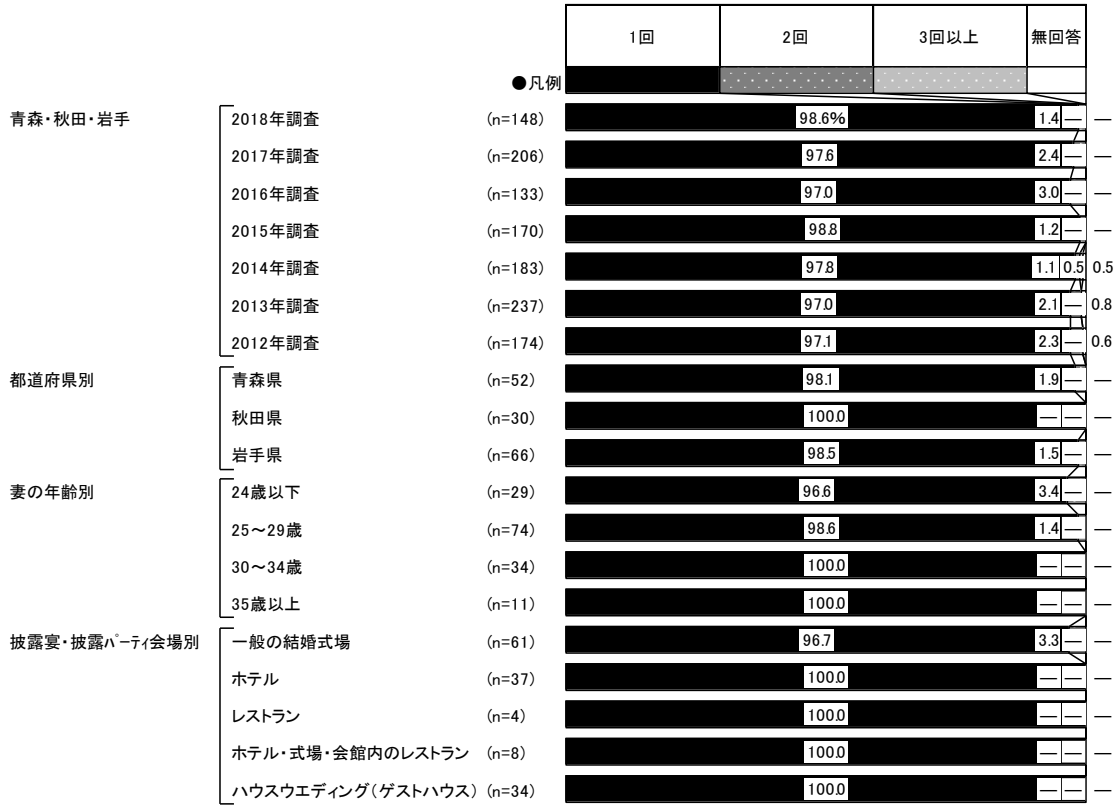 1回 2回 3回以上 無回答
●凡例
青森・秋田・岩手 2018年調査 (n=148) 98.6% 1.4 — —
2017年調査 (n=206) 97.6 2.4 — —
2016年調査 (n=133) 97.0 3.0 — —
2015年調査 (n=170) 98.8 1.2 — —
2014年調査 (n=183) 97.8 1.1 0.5 0.5
2013年調査 (n=237) 97.0 2.1 — 0.8
2012年調査 (n=174) 97.1 2.3 — 0.6
都道府県別 青森県 (n=52) 98.1 1.9 — —
秋田県 (n=30) 100.0 — — —
岩手県 (n=66) 98.5 1.5 — —
妻の年齢別 24歳以下 (n=29) 96.6 3.4 — —
25～29歳 (n=74) 98.6 1.4 — —
30～34歳 (n=34) 100.0 — — —
35歳以上 (n=11) 100.0 — — —
披露宴・披露パーティ会場別 一般の結婚式場 (n=61) 96.7 3.3 — —
ホテル (n=37) 100.0 — — —
レストラン (n=4) 100.0 — — —
ホテル・式場・会館内のレストラン (n=8) 100.0 — — —
ハウスウエディング(ゲストハウス) (n=34) 100.0 — — —